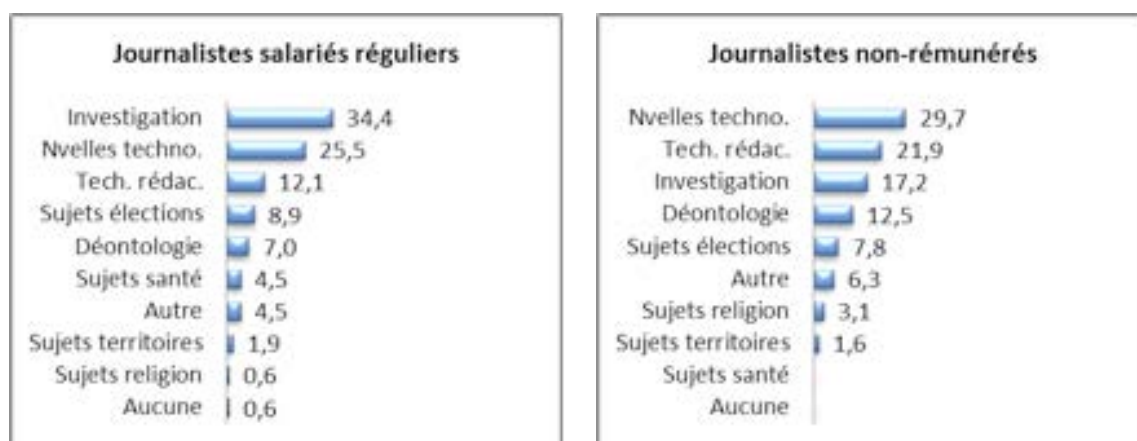 Journalistes salariés réguliers
Investigation 34,4
Nvelles techno. 25,5
Tech. rédac. 12,1
Sujets élections 8,9
Déontologie 7,0
Sujets santé 4,5
Autre 4,5
Sujets territoires 1,9
Sujets religion 0,6
Aucune 0,6
Journalistes non-rémunérés
Nvelles techno. 29,7
Tech. rédac. 21,9
Investigation 17,2
Déontologie 12,5
Sujets élections 7,8
Autre 6,3
Sujets religion 3,1
Sujets territoires 1,6
Sujets santé
Aucune